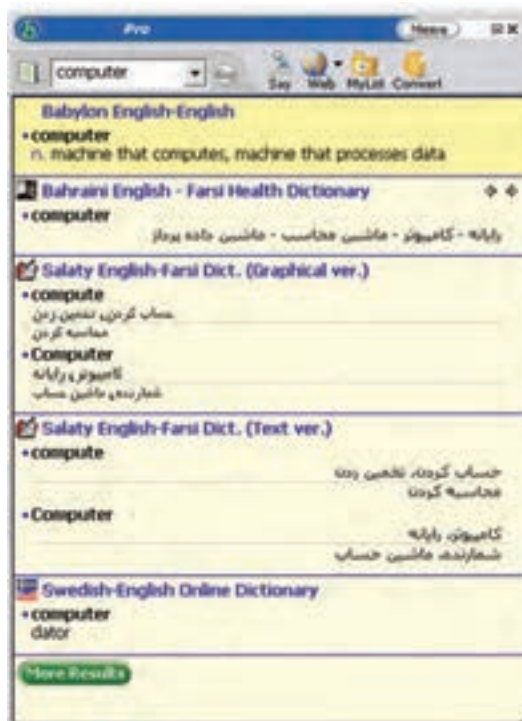 Pro Menu
computer
Say Web MyList Convert
Babylon English-English
computer
n. machine that computes, machine that processes data
Bahraini English - Farsi Health Dictionary
computer
رایانه - کامپیوتر - ماشین محاسب - ماشین داده پرداز
Salaty English-Farsi Dict. (Graphical ver.)
compute
حساب کردن, تخمین زدن
محاسبه کردن
Computer
کامپیوتر, رایانه
شمارنده, ماشین حساب
Salaty English-Farsi Dict. (Text ver.)
compute
حساب کردن, تخمین زدن
محاسبه کردن
Computer
کامپیوتر, رایانه
شمارنده, ماشین حساب
Swedish-English Online Dictionary
computer
dator
More Results